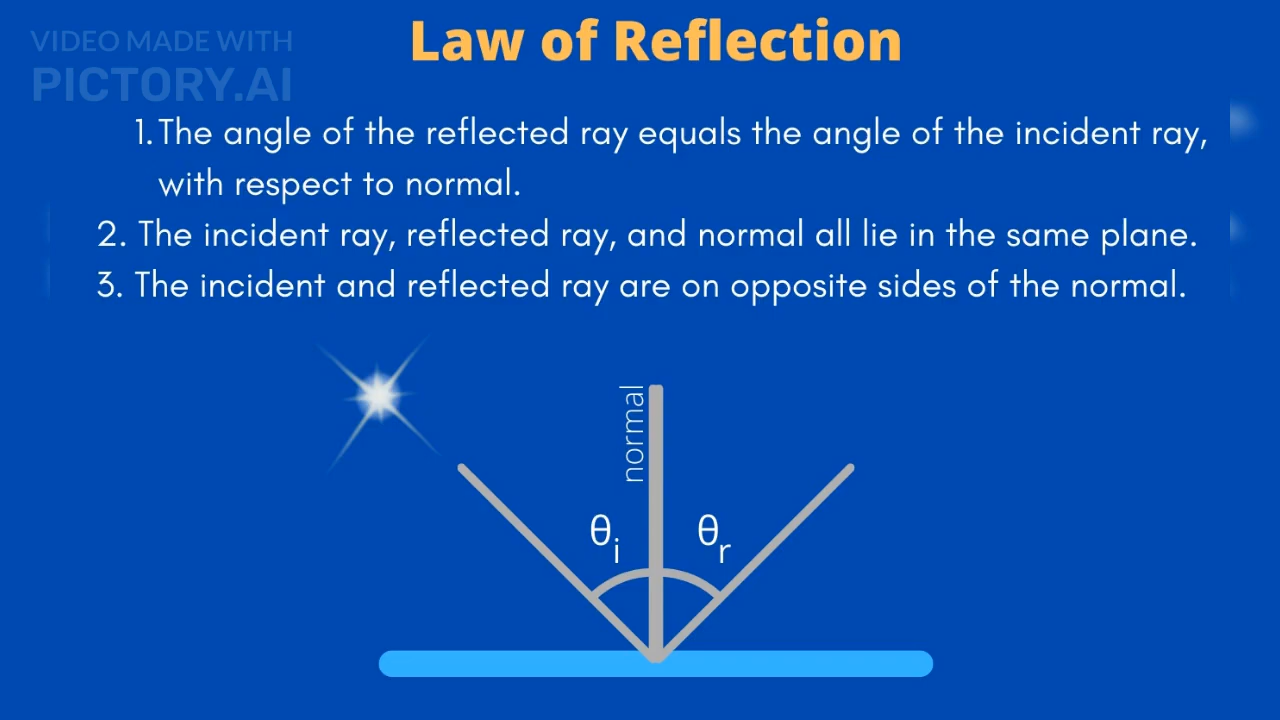 VIDEO MADE WITH
PICTORY.AI
Law of Reflection
1. The angle of the reflected ray equals the angle of the incident ray,
with respect to normal.
2. The incident ray, reflected ray, and normal all lie in the same plane.
3. The incident and reflected ray are on opposite sides of the normal.
normal
θi
θr